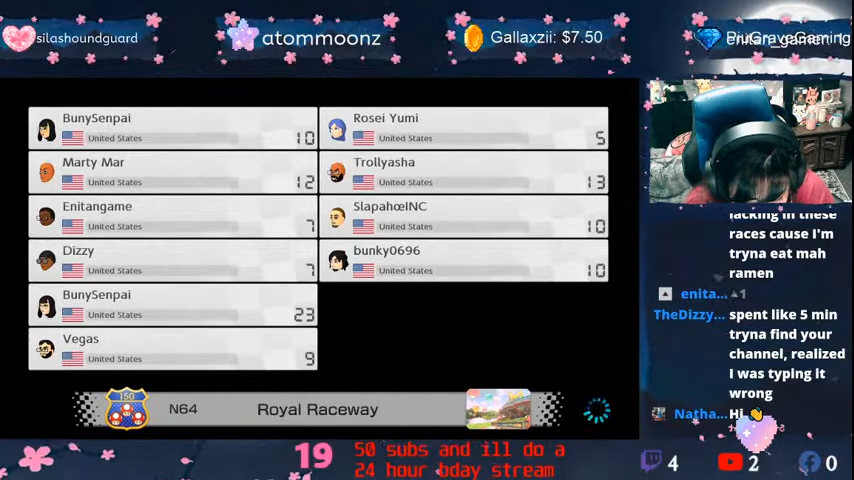 silashoundguard
atommoonz
Gallaxzii: $7.50
BunySenpai
United States
10
Marty Mar
United States
12
Enitangame
United States
7
Dizzy
United States
7
BunySenpai
United States
23
Vegas
United States
9
Rosei Yumi
United States
5
Trollyasha
United States
13
SlapahœINC
United States
10
bunky0696
United States
10
150
N64
Royal Raceway
lacking in these
races cause I'm
tryna eat mah
ramen
enita... 1
TheDizzy... spent like 5 min
tryna find your
channel, realized
I was typing it
wrong
Natha... Hi 👋
19
50 subs and ill do a
24 hour bday stream
4
2
0